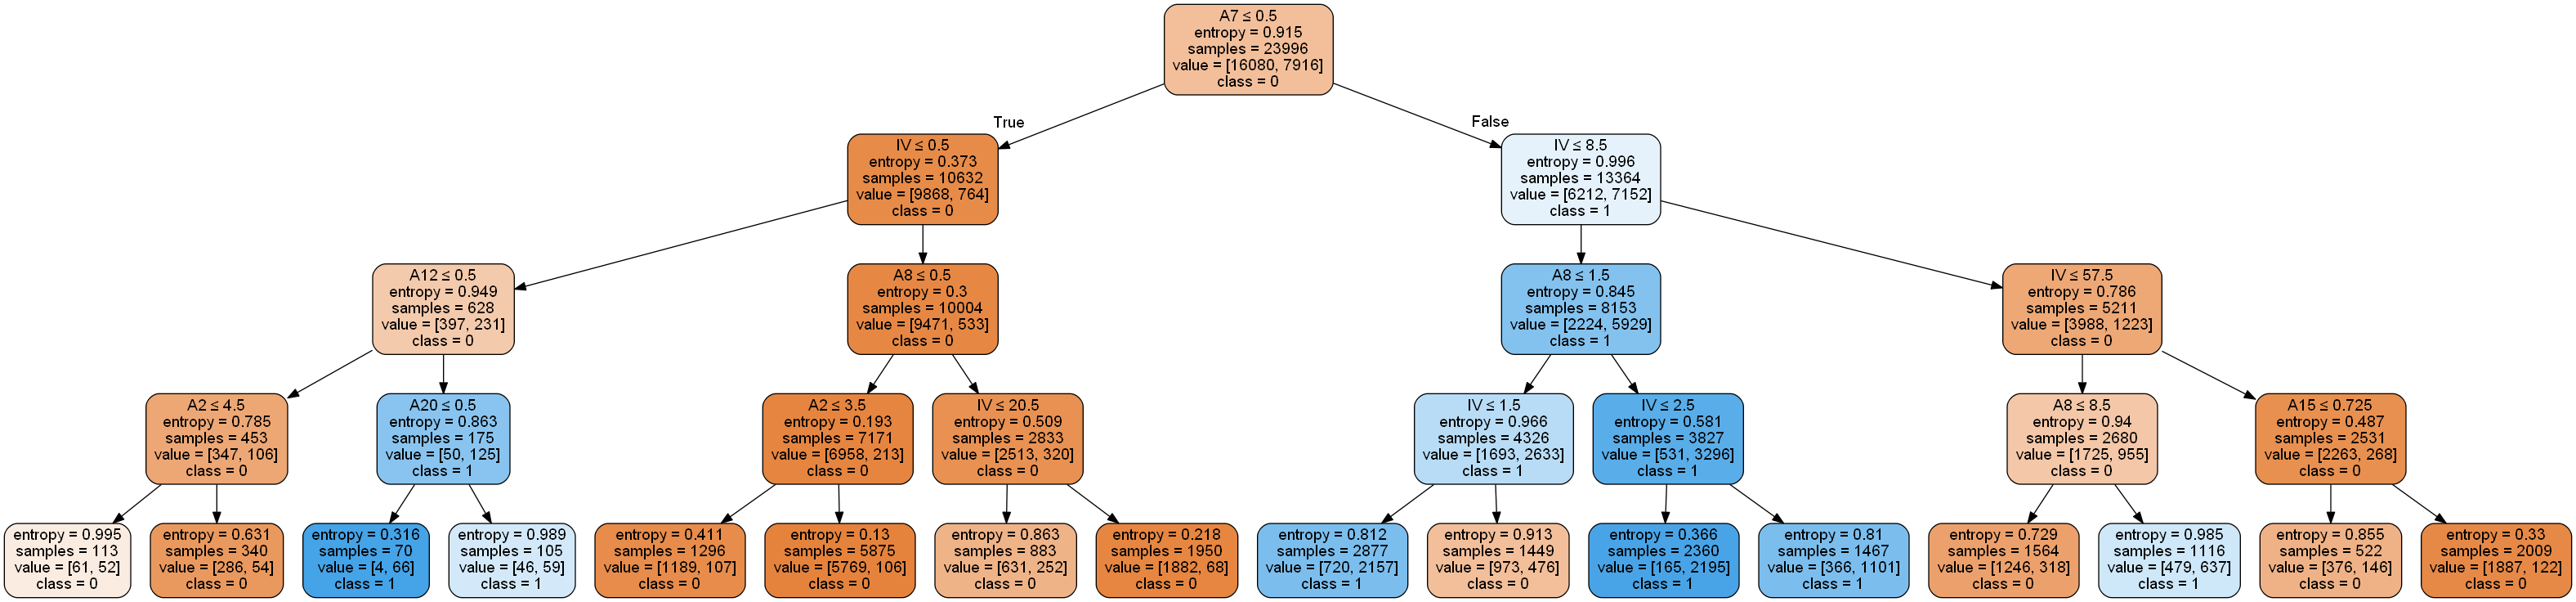 A7 ≤ 0.5
entropy = 0.915
samples = 23996
value = [16080, 7916]
class = 0
True
False
IV ≤ 0.5
entropy = 0.373
samples = 10632
value = [9868, 764]
class = 0
IV ≤ 8.5
entropy = 0.996
samples = 13364
value = [6212, 7152]
class = 1
A12 ≤ 0.5
entropy = 0.949
samples = 628
value = [397, 231]
class = 0
A8 ≤ 0.5
entropy = 0.3
samples = 10004
value = [9471, 533]
class = 0
A8 ≤ 1.5
entropy = 0.845
samples = 8153
value = [2224, 5929]
class = 1
IV ≤ 57.5
entropy = 0.786
samples = 5211
value = [3988, 1223]
class = 0
A2 ≤ 4.5
entropy = 0.785
samples = 453
value = [347, 106]
class = 0
A20 ≤ 0.5
entropy = 0.863
samples = 175
value = [50, 125]
class = 1
A2 ≤ 3.5
entropy = 0.193
samples = 7171
value = [6958, 213]
class = 0
IV ≤ 20.5
entropy = 0.509
samples = 2833
value = [2513, 320]
class = 0
IV ≤ 1.5
entropy = 0.966
samples = 4326
value = [1693, 2633]
class = 1
IV ≤ 2.5
entropy = 0.581
samples = 3827
value = [531, 3296]
class = 1
A8 ≤ 8.5
entropy = 0.94
samples = 2680
value = [1725, 955]
class = 0
A15 ≤ 0.725
entropy = 0.487
samples = 2531
value = [2263, 268]
class = 0
entropy = 0.995
samples = 113
value = [61, 52]
class = 0
entropy = 0.631
samples = 340
value = [286, 54]
class = 0
entropy = 0.316
samples = 70
value = [4, 66]
class = 1
entropy = 0.989
samples = 105
value = [46, 59]
class = 1
entropy = 0.411
samples = 1296
value = [1189, 107]
class = 0
entropy = 0.13
samples = 5875
value = [5769, 106]
class = 0
entropy = 0.863
samples = 883
value = [631, 252]
class = 0
entropy = 0.218
samples = 1950
value = [1882, 68]
class = 0
entropy = 0.812
samples = 2877
value = [720, 2157]
class = 1
entropy = 0.913
samples = 1449
value = [973, 476]
class = 0
entropy = 0.366
samples = 2360
value = [165, 2195]
class = 1
entropy = 0.81
samples = 1467
value = [366, 1101]
class = 1
entropy = 0.729
samples = 1564
value = [1246, 318]
class = 0
entropy = 0.985
samples = 1116
value = [479, 637]
class = 1
entropy = 0.855
samples = 522
value = [376, 146]
class = 0
entropy = 0.33
samples = 2009
value = [1887, 122]
class = 0